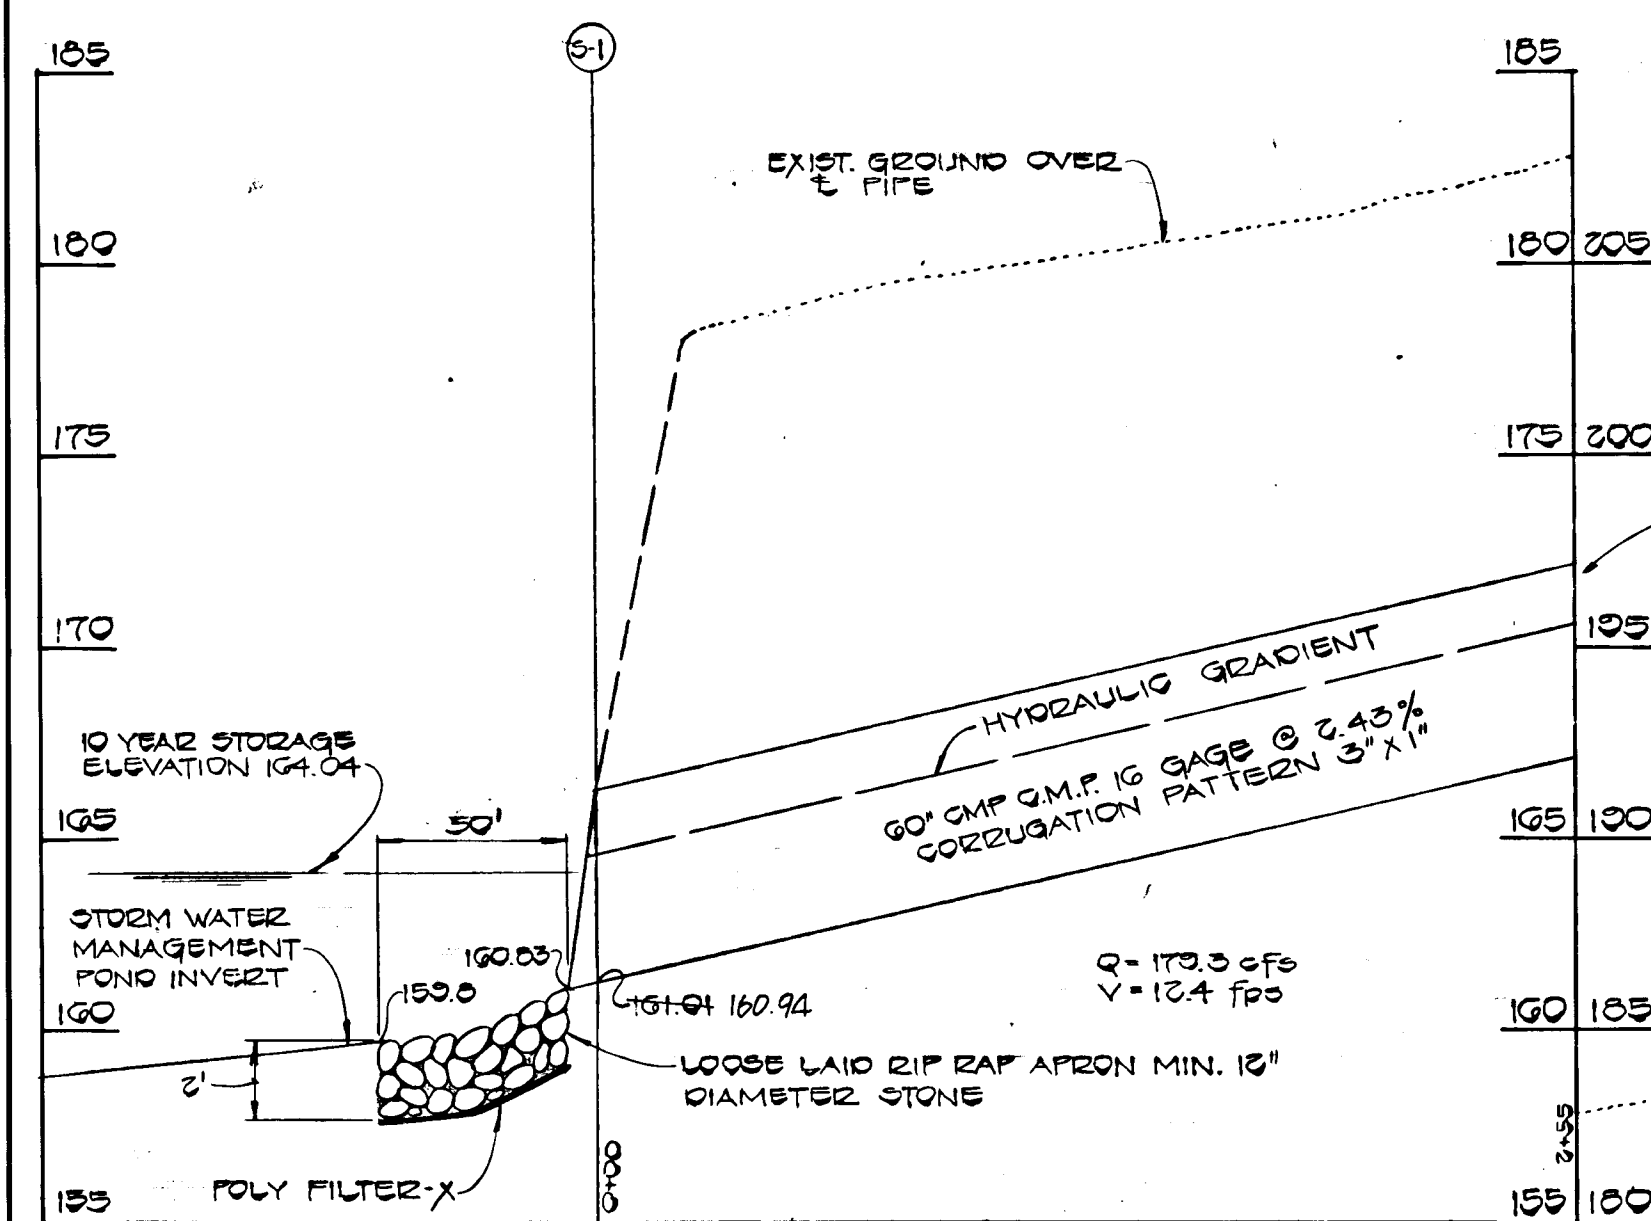 S-1
185
180
175
170
165
160
155
185
180 205
175 200
195
165 190
160 185
155 180
EXIST. GROUND OVER
℄ PIPE
HYDRAULIC GRADIENT
60" CMP C.M.P. 16 GAGE @ 2.43%
CORRUGATION PATTERN 3" X 1"
10 YEAR STORAGE
ELEVATION 164.04
50'
STORM WATER
MANAGEMENT
POND INVERT
160.83
159.8
161.01 160.94
Q = 179.3 cfs
V = 12.4 fps
2'
LOOSE LAID RIP RAP APRON MIN. 12"
DIAMETER STONE
POLY FILTER-X
0+00
2+55